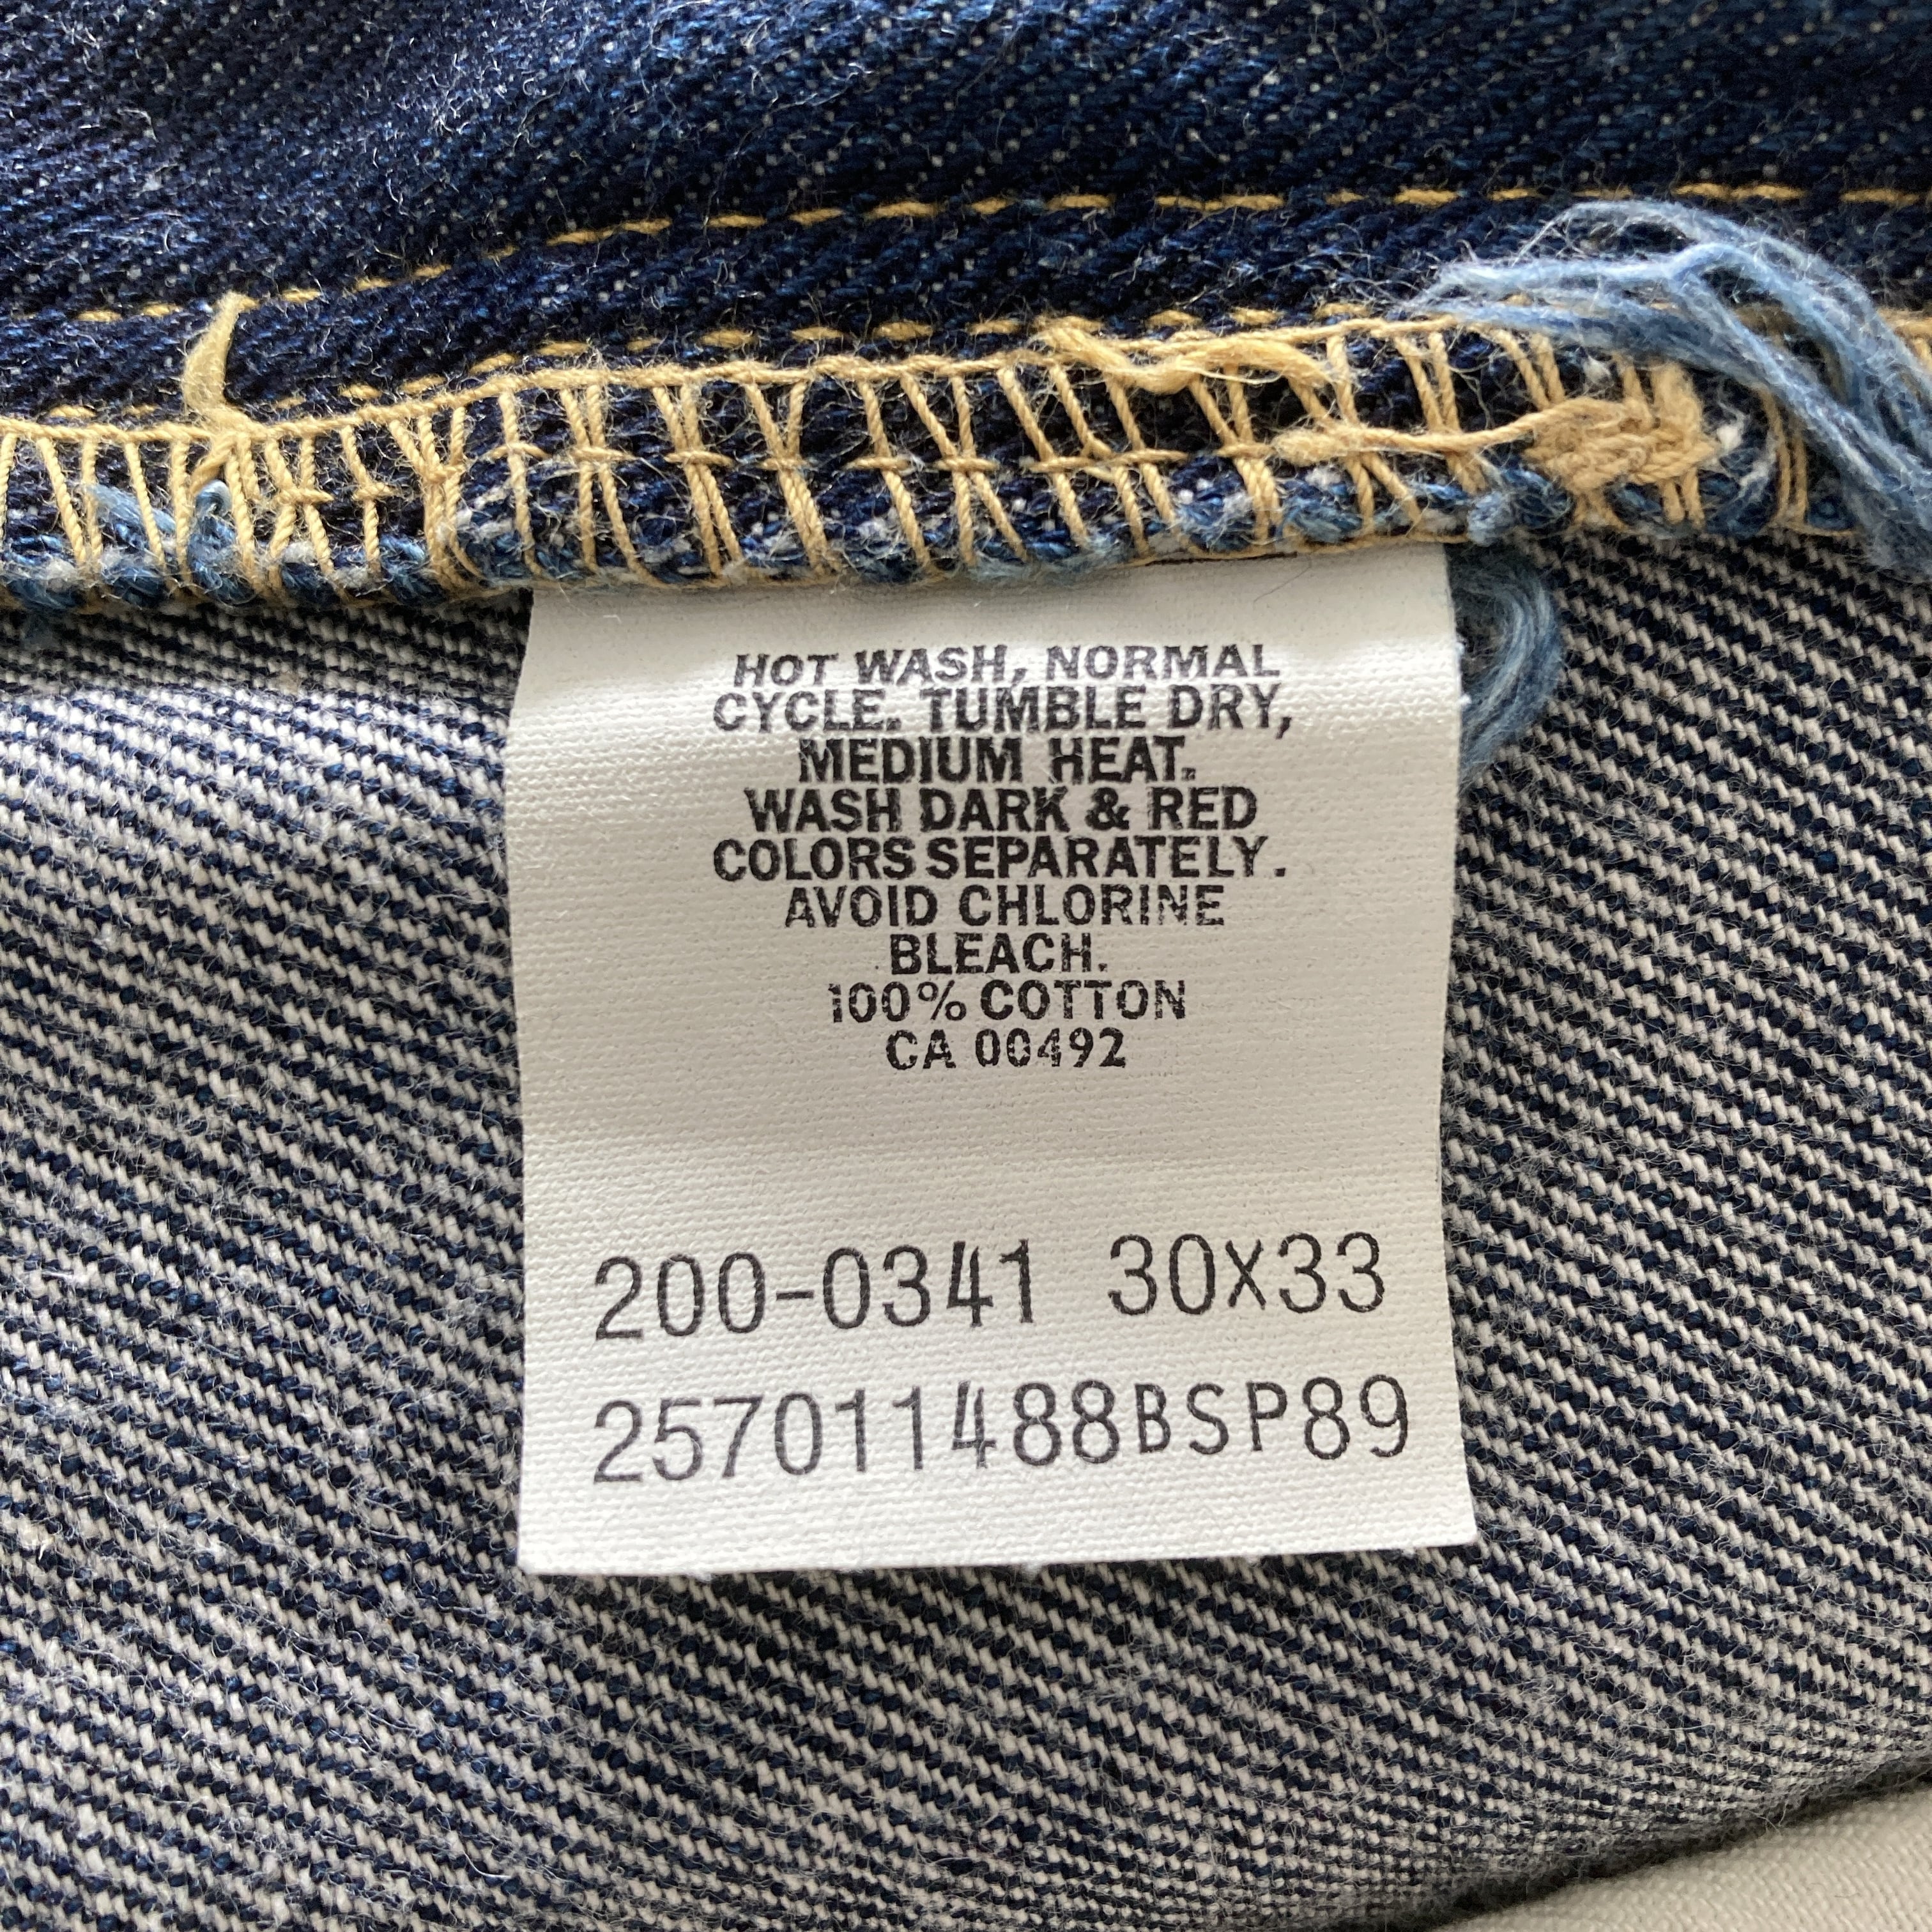 HOT WASH, NORMAL
CYCLE. TUMBLE DRY,
MEDIUM HEAT.
WASH DARK & RED
COLORS SEPARATELY.
AVOID CHLORINE
BLEACH.
100% COTTON
CA 00492
200-0341 30X33
257011488BSP89